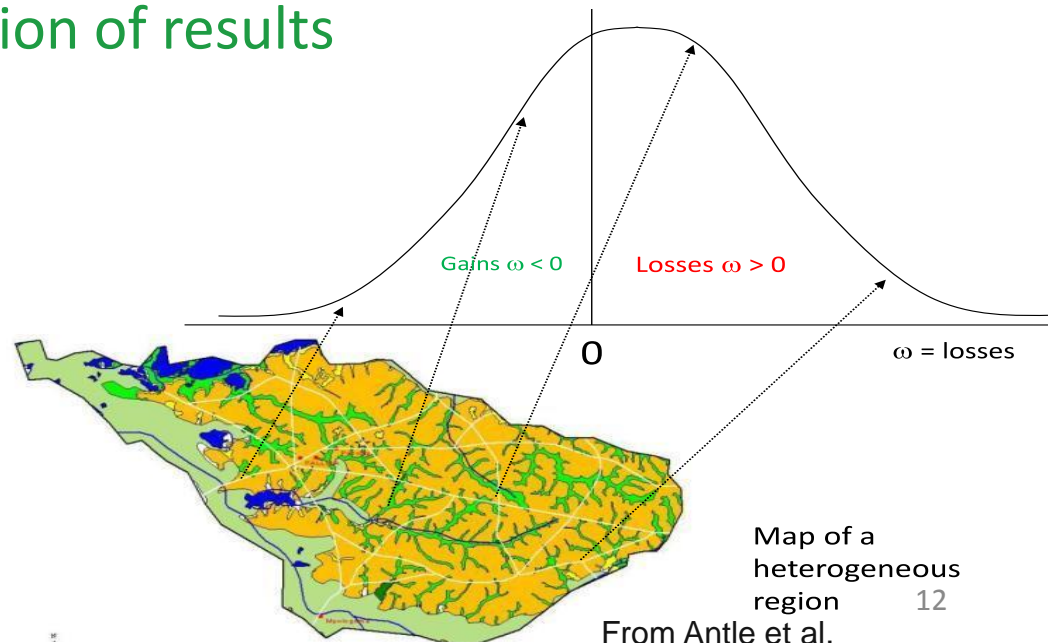 ion of results
Gains ω < 0
Losses ω > 0
0
ω = losses
Map of a
heterogeneous
region
12
From Antle et al.